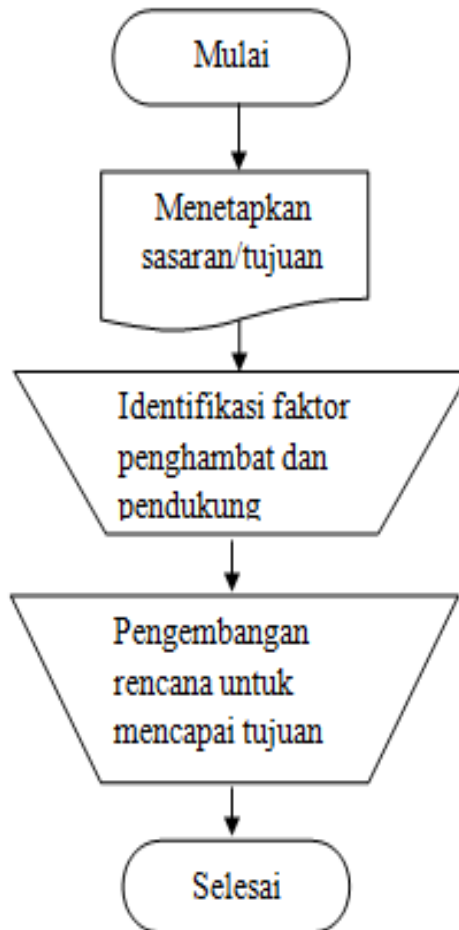 Mulai
Menetapkan
sasaran/tujuan
Identifikasi faktor
penghambat dan
pendukung
Pengembangan
rencana untuk
mencapai tujuan
Selesai